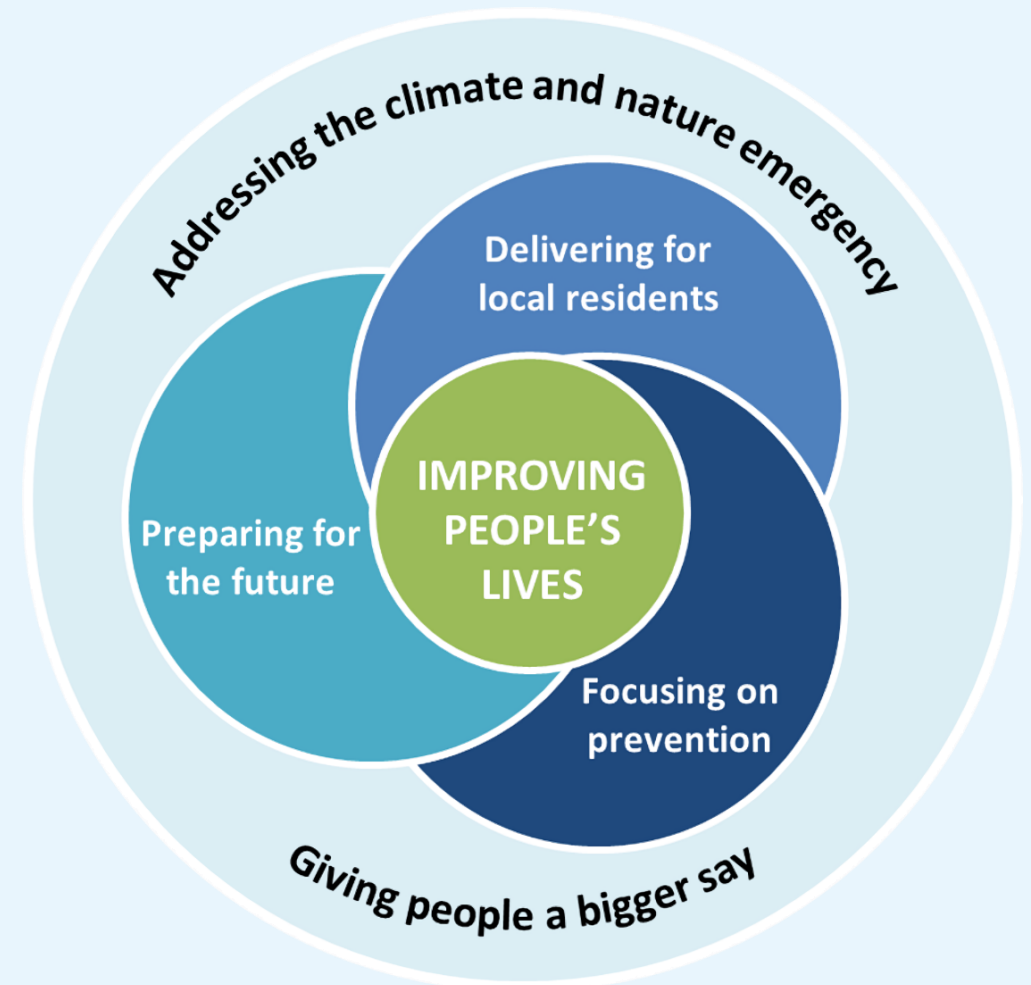 Addressing the climate and nature emergency
Delivering for
local residents
IMPROVING
PEOPLE’S
LIVES
Preparing for
the future
Focusing on
prevention
Giving people a bigger say